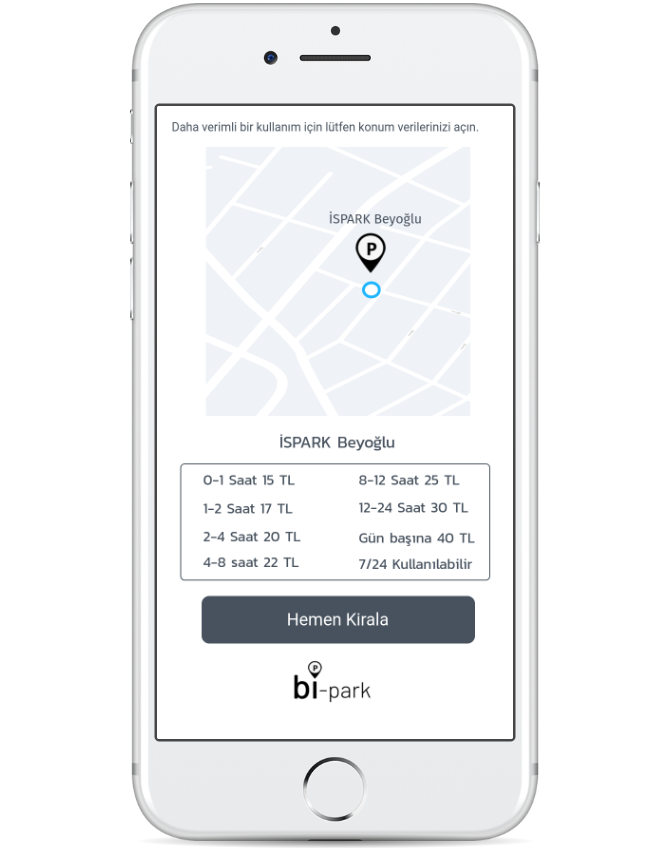 Daha verimli bir kullanım için lütfen konum verilerinizi açın.
İSPARK Beyoğlu
P
İSPARK Beyoğlu
0-1 Saat 15 TL
1-2 Saat 17 TL
2-4 Saat 20 TL
4-8 saat 22 TL
8-12 Saat 25 TL
12-24 Saat 30 TL
Gün başına 40 TL
7/24 Kullanılabilir
Hemen Kirala
P
bi-park